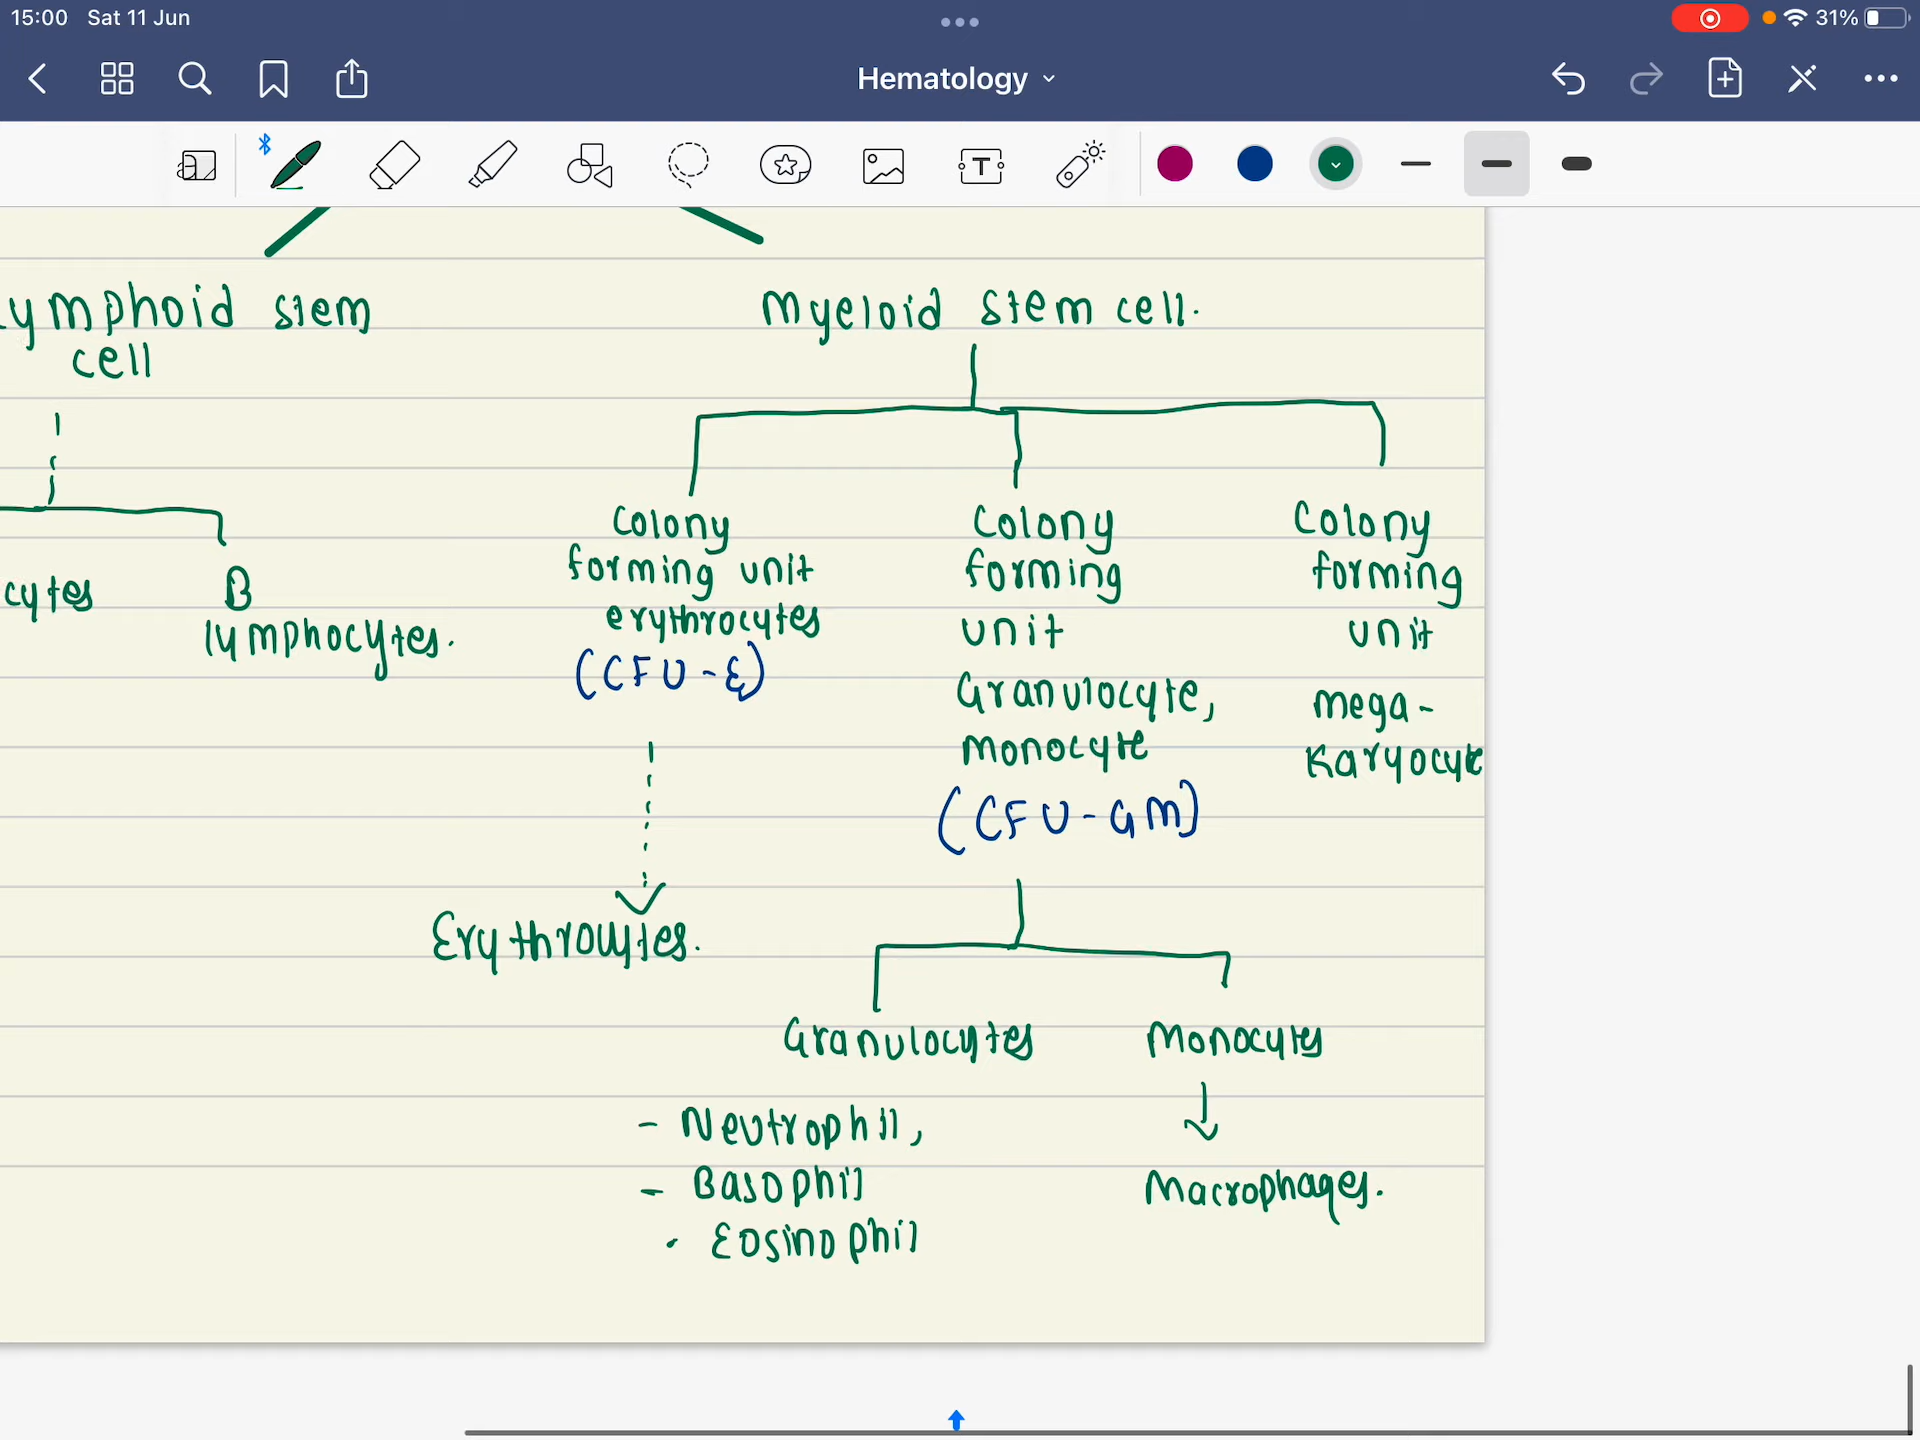 15:00 Sat 11 Jun
31%
Hematology
T
Lymphoid stem
cell
Myeloid stem cell.
cytes
B
lymphocytes.
Colony
forming unit
erythrocytes
(CFU-E)
Colony
forming
unit
Granulocyte,
monocyte
(CFU-GM)
Colony
forming
unit
mega-
Karyocyte
Erythrocytes.
Granulocytes
Monocytes
- Neutrophil,
- Basophil
- Eosinophil
Macrophages.